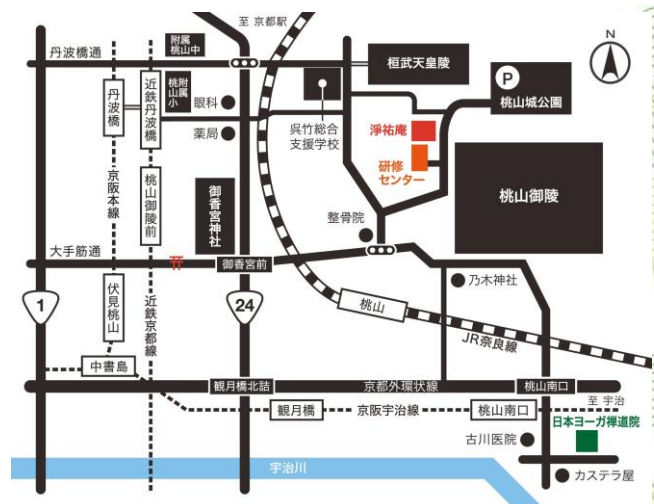 至 京都駅
N
附属
桃山中
丹波橋通
桓武天皇陵
P
桃山城公園
丹波橋
近鉄丹波橋
附属
桃山小
眼科
薬局
呉竹総合
支援学校
淨祐庵
研修
センター
桃山御陵
京阪本線
桃山御陵前
御香宮神社
整骨院
大手筋通
御香宮前
乃木神社
1
伏見桃山
近鉄京都線
24
桃山
JR奈良線
中書島
観月橋北詰
京都外環状線
桃山南口
至 宇治
観月橋
京阪宇治線
桃山南口
日本ヨーガ禅道院
古川医院
宇治川
カステラ屋